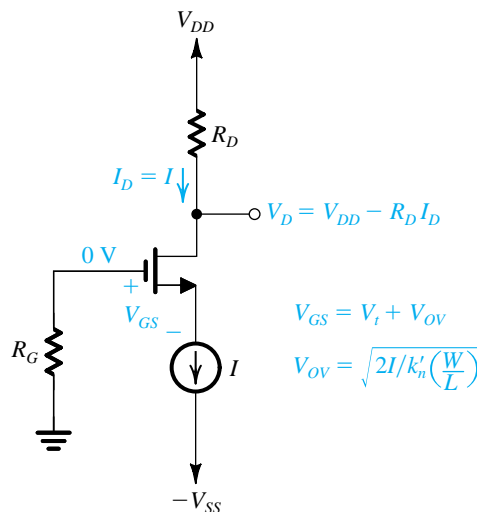 V_DD
R_D
I_D = I
V_D = V_DD − R_D I_D
0 V
+
V_GS
−
V_GS = V_t + V_OV
R_G
I
V_OV = √(2I/k′_n (W/L))
−V_SS